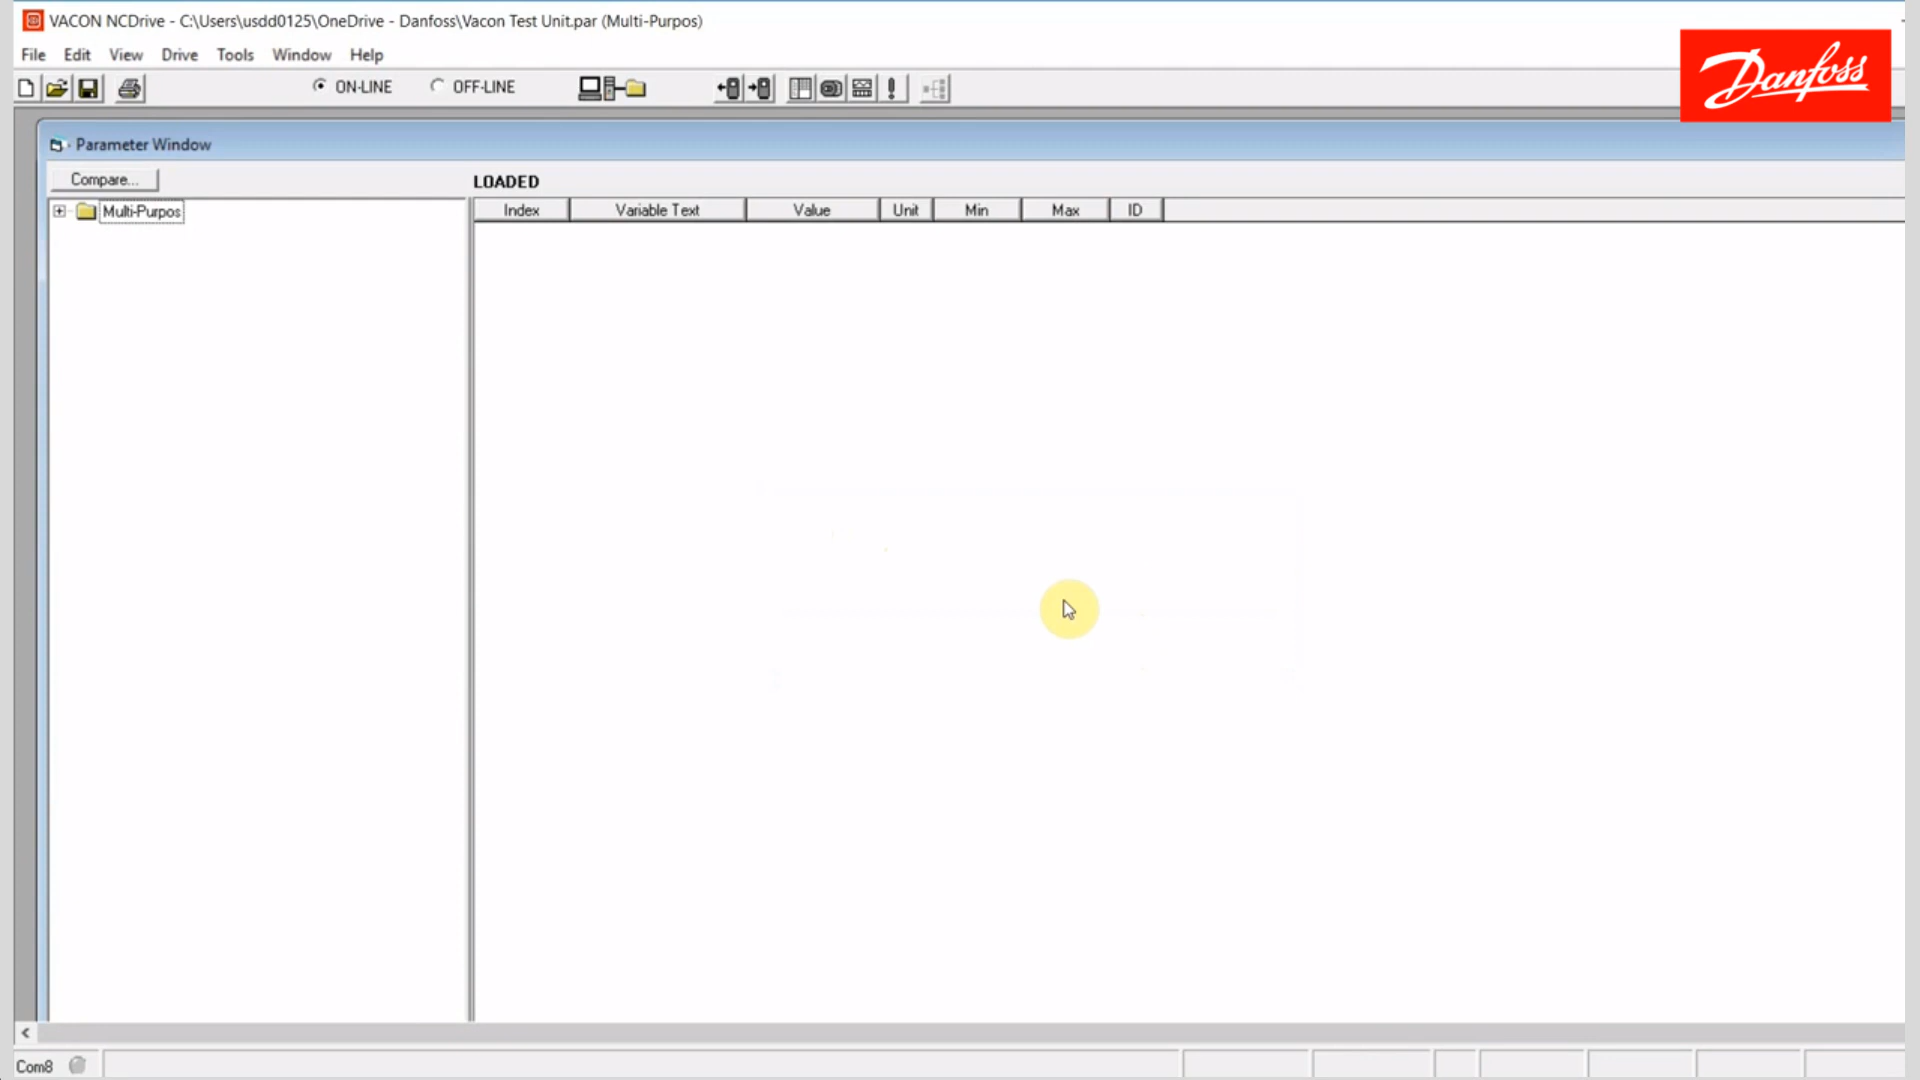 VACON NCDrive - C:\Users\usdd0125\OneDrive - Danfoss\Vacon Test Unit.par (Multi-Purpos)
File Edit View Drive Tools Window Help
ON-LINE OFF-LINE
Danfoss
Parameter Window
Compare...
LOADED
Multi-Purpos
Index Variable Text Value Unit Min Max ID
Com8